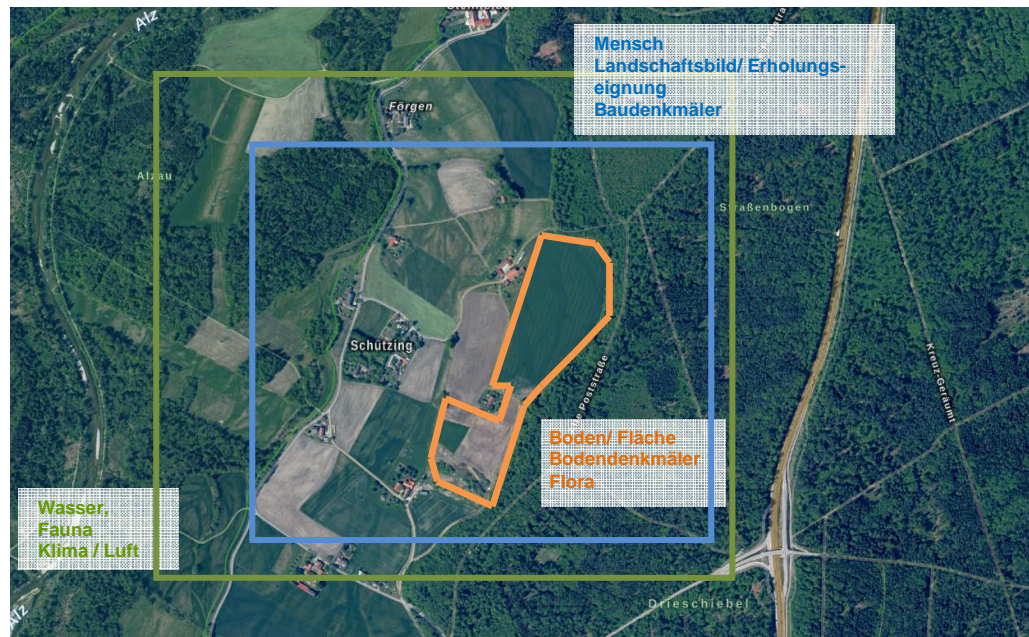 Alz
Mensch
Landschaftsbild/ Erholungs-
eignung
Baudenkmäler
Förgen
Alzau
Straßenbogen
Schützing
Kreuz-Geräumt
Poststraße
Boden/ Fläche
Bodendenkmäler
Flora
Wasser,
Fauna
Klima / Luft
Alz
Drieschiebel